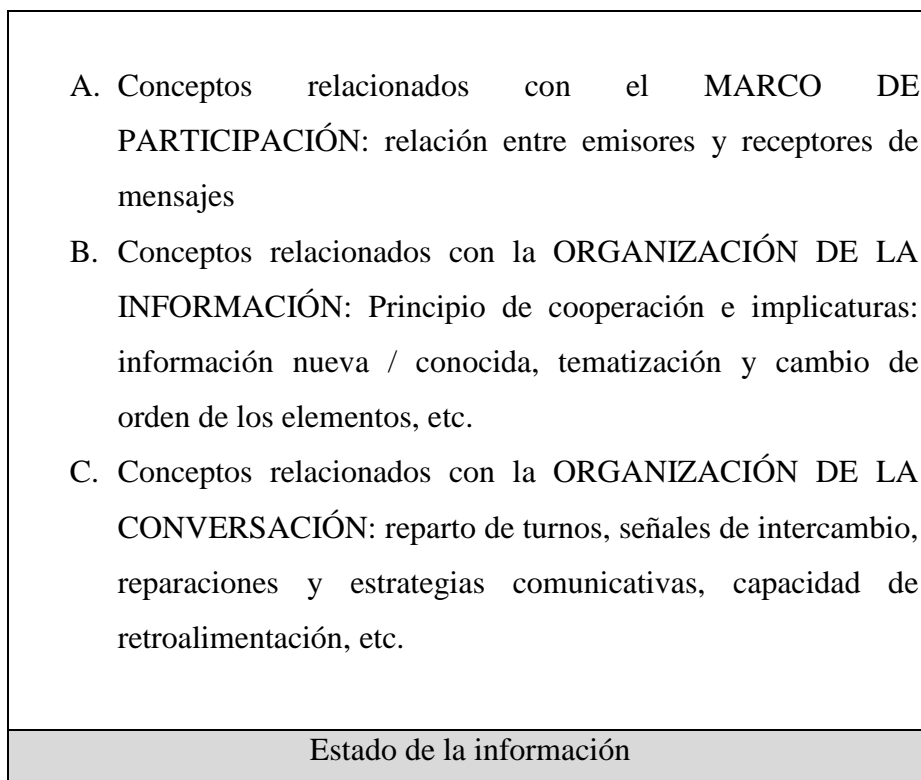 A. Conceptos relacionados con el MARCO DE
PARTICIPACIÓN: relación entre emisores y receptores de
mensajes
B. Conceptos relacionados con la ORGANIZACIÓN DE LA
INFORMACIÓN: Principio de cooperación e implicaturas:
información nueva / conocida, tematización y cambio de
orden de los elementos, etc.
C. Conceptos relacionados con la ORGANIZACIÓN DE LA
CONVERSACIÓN: reparto de turnos, señales de intercambio,
reparaciones y estrategias comunicativas, capacidad de
retroalimentación, etc.
Estado de la información